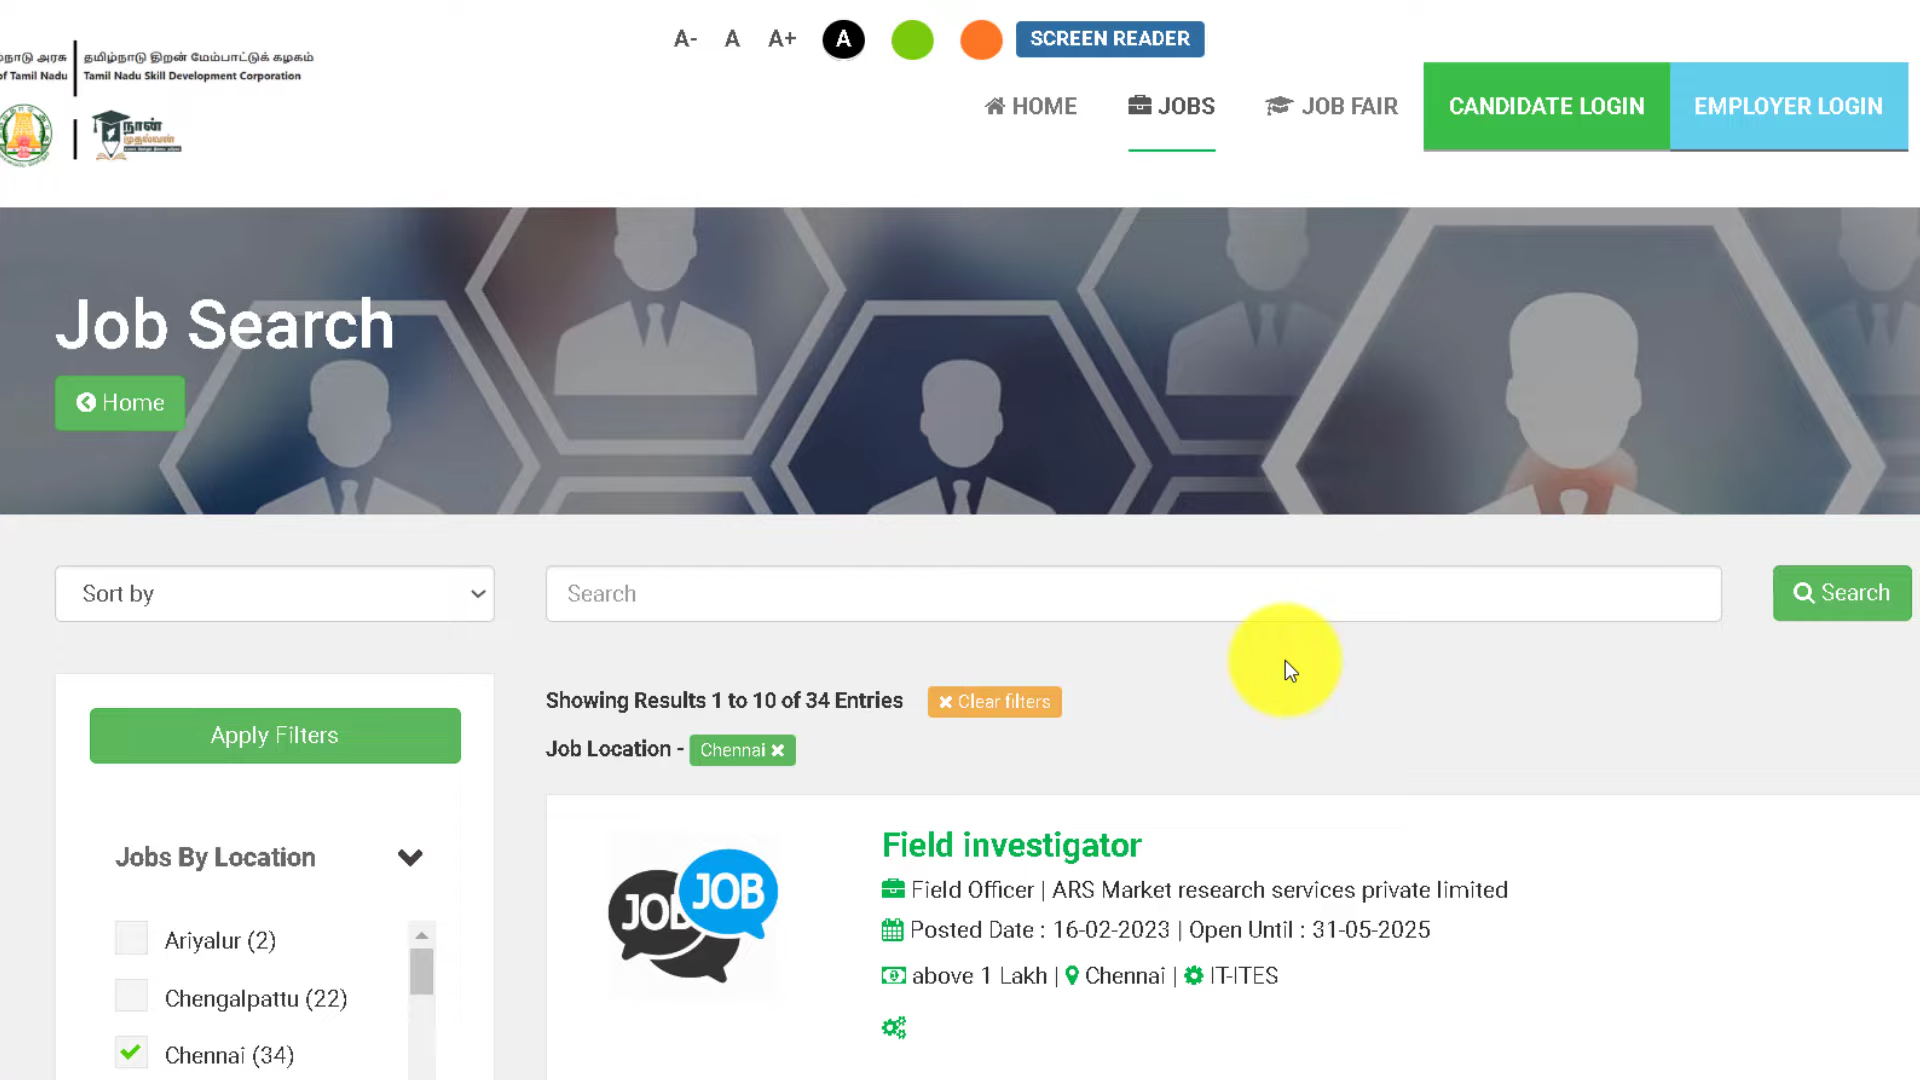 A- A A+ A SCREEN READER
நாடு அரசு
of Tamil Nadu
தமிழ்நாடு திறன் மேம்பாட்டுக் கழகம்
Tamil Nadu Skill Development Corporation
நான்
முதல்வன்
HOME JOBS JOB FAIR CANDIDATE LOGIN EMPLOYER LOGIN
Job Search
Home
Sort by
Search
Search
Showing Results 1 to 10 of 34 Entries Clear filters
Job Location - Chennai
Apply Filters
Jobs By Location
Ariyalur (2)
Chengalpattu (22)
Chennai (34)
JOB JOB
Field investigator
Field Officer | ARS Market research services private limited
Posted Date : 16-02-2023 | Open Until : 31-05-2025
above 1 Lakh | Chennai | IT-ITES